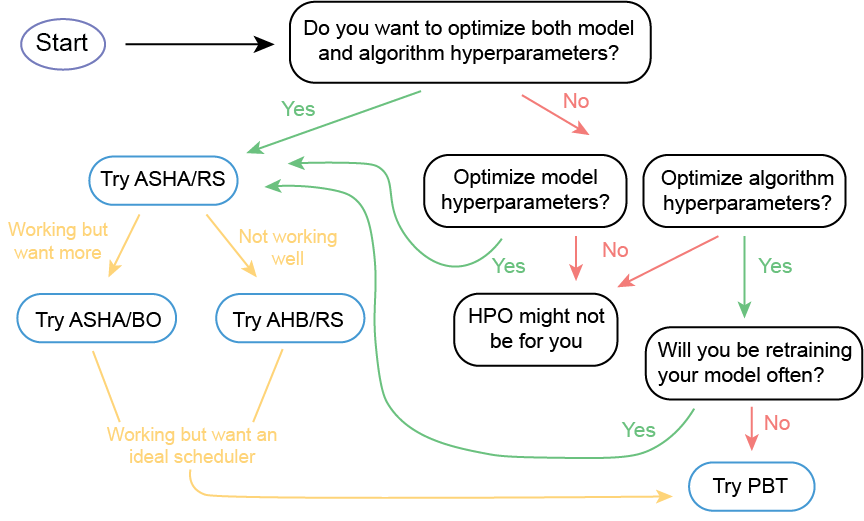 Start
Do you want to optimize both model
and algorithm hyperparameters?
Yes
No
Try ASHA/RS
Optimize model
hyperparameters?
Optimize algorithm
hyperparameters?
Working but
want more
Not working
well
Yes
No
Yes
Try ASHA/BO
Try AHB/RS
HPO might not
be for you
Will you be retraining
your model often?
Working but want an
ideal scheduler
Yes
No
Try PBT